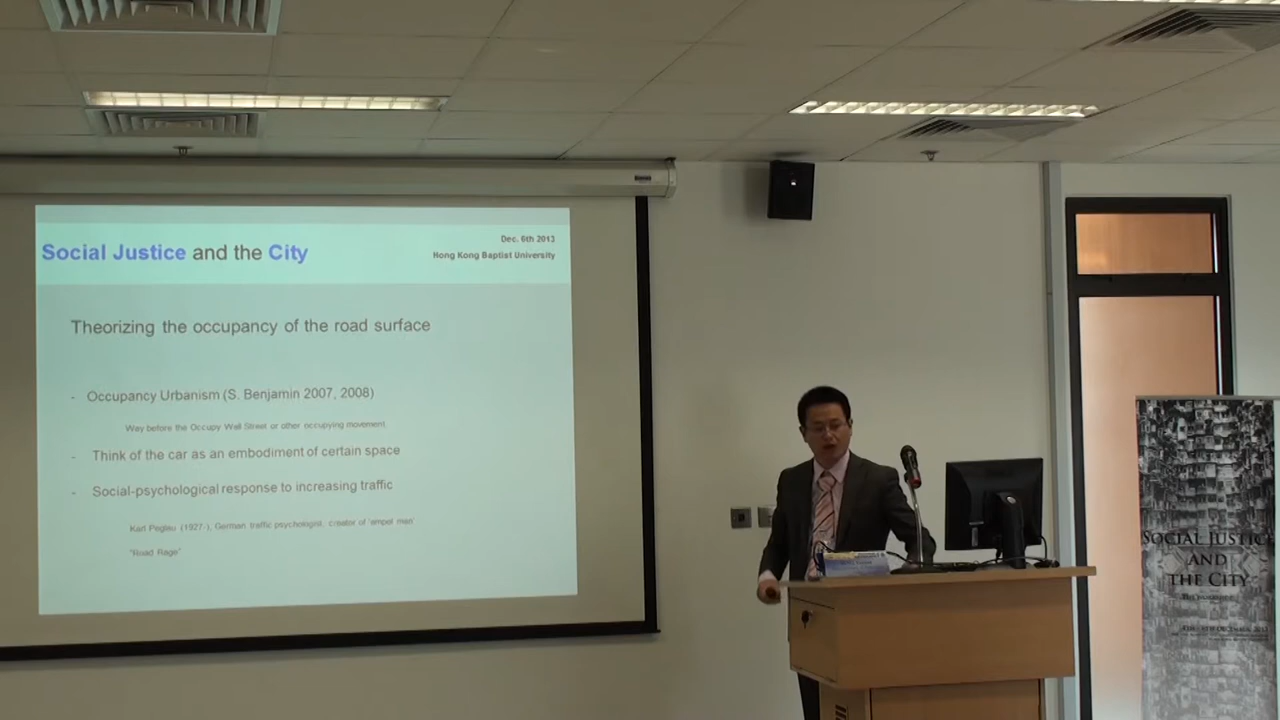 Social Justice and the City
Dec. 6th 2013
Hong Kong Baptist University
Theorizing the occupancy of the road surface
- Occupancy Urbanism (S. Benjamin 2007, 2008)
Way before the Occupy Wall Street or other occupying movement
- Think of the car as an embodiment of certain space
- Social-psychological response to increasing traffic
Karl Peglau (1927-), German traffic psychologist, creator of 'ampel man'
"Road Rage"
SOCIAL JUSTICE
AND
THE CITY